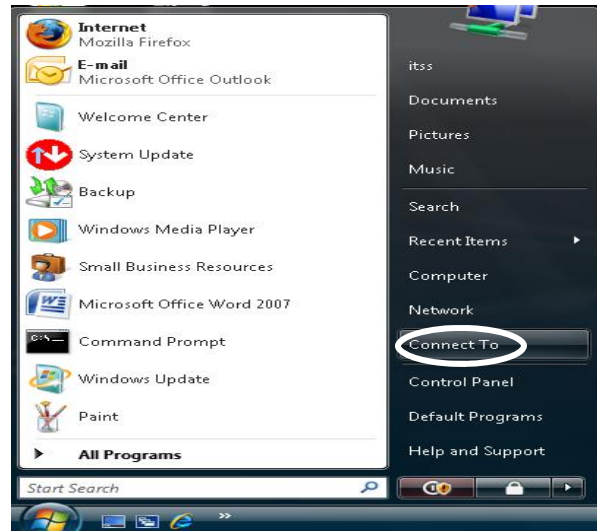 Internet
Mozilla Firefox
E-mail
Microsoft Office Outlook
Welcome Center
System Update
Backup
Windows Media Player
Small Business Resources
Microsoft Office Word 2007
Command Prompt
Windows Update
Paint
All Programs
Start Search
itss
Documents
Pictures
Music
Search
Recent Items
Computer
Network
Connect To
Control Panel
Default Programs
Help and Support